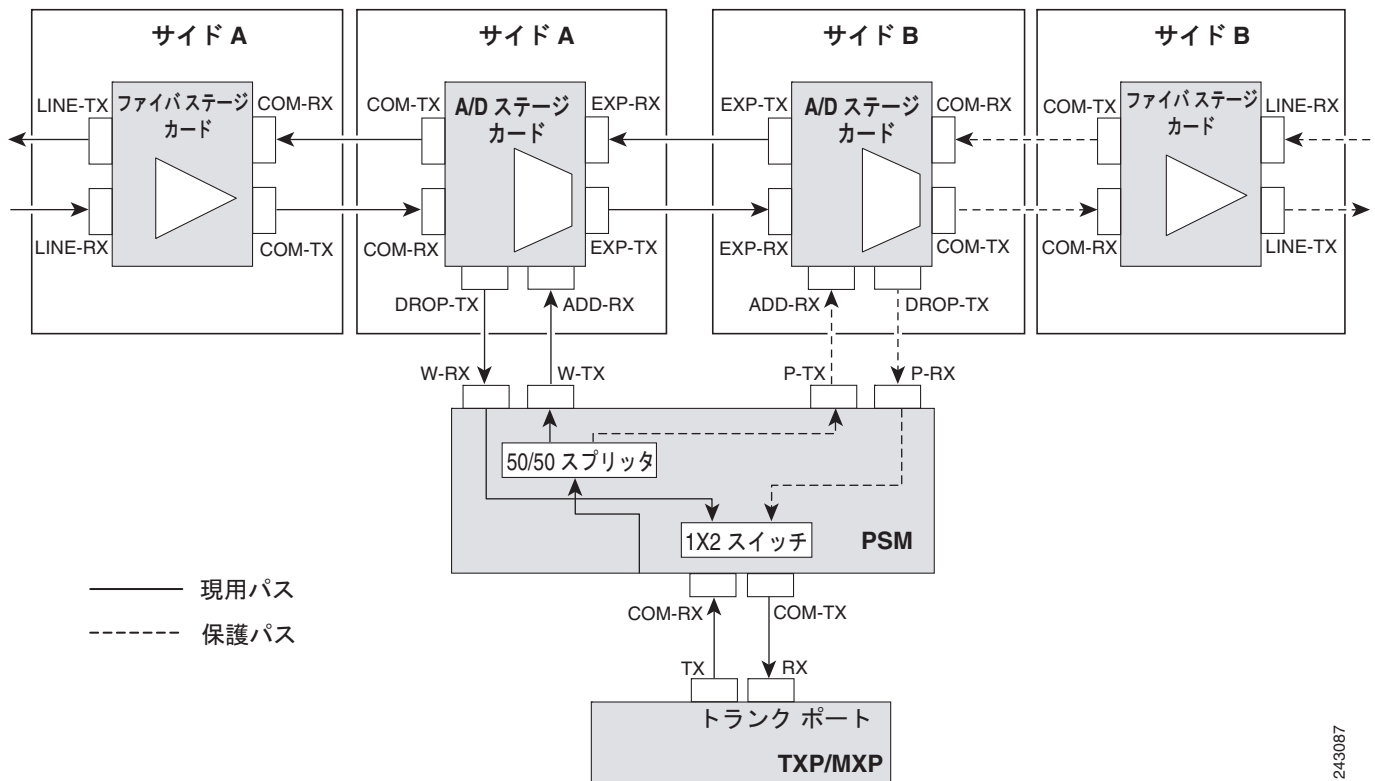 サイド A
サイド A
サイド B
サイド B
LINE-TX
ファイバ ステージ
カード
COM-RX
COM-TX
A/D ステージ
カード
EXP-RX
EXP-TX
A/D ステージ
カード
COM-RX
COM-TX
ファイバ ステージ
カード
LINE-RX
LINE-RX
COM-TX
COM-RX
EXP-TX
EXP-RX
COM-TX
COM-RX
LINE-TX
DROP-TX
ADD-RX
ADD-RX
DROP-TX
W-RX
W-TX
P-TX
P-RX
50/50 スプリッタ
1X2 スイッチ
PSM
現用パス
保護パス
COM-RX
COM-TX
TX
RX
トランク ポート
TXP/MXP
243087